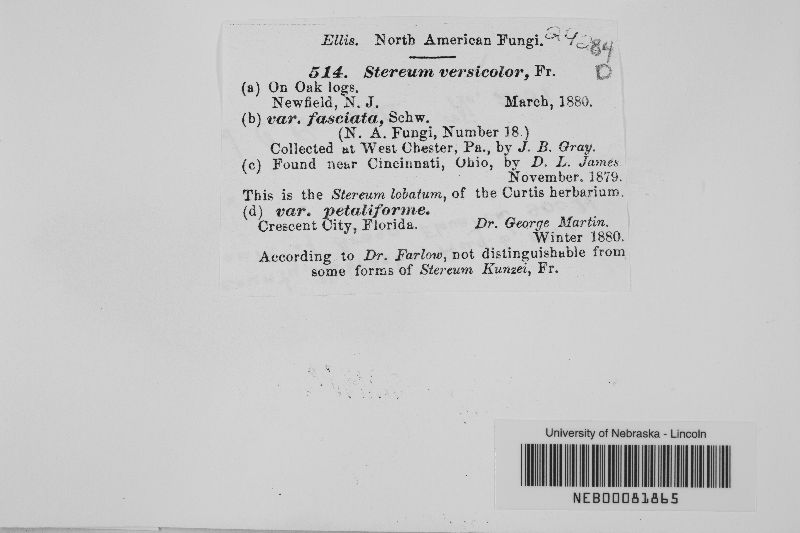 Ellis. North American Fungi. 24284
514. Stereum versicolor, Fr. D
(a) On Oak logs.
Newfield, N. J. March, 1880.
(b) var. fasciata, Schw.
(N. A. Fungi, Number 18.)
Collected at West Chester, Pa., by J. B. Gray.
(c) Found near Cincinnati, Ohio, by D. L. James
November. 1879.
This is the Stereum lobatum, of the Curtis herbarium.
(d) var. petaliforme.
Crescent City, Florida. Dr. George Martin.
Winter 1880.
According to Dr. Farlow, not distinguishable from
some forms of Stereum Kunzei, Fr.
University of Nebraska - Lincoln
NEB00081865